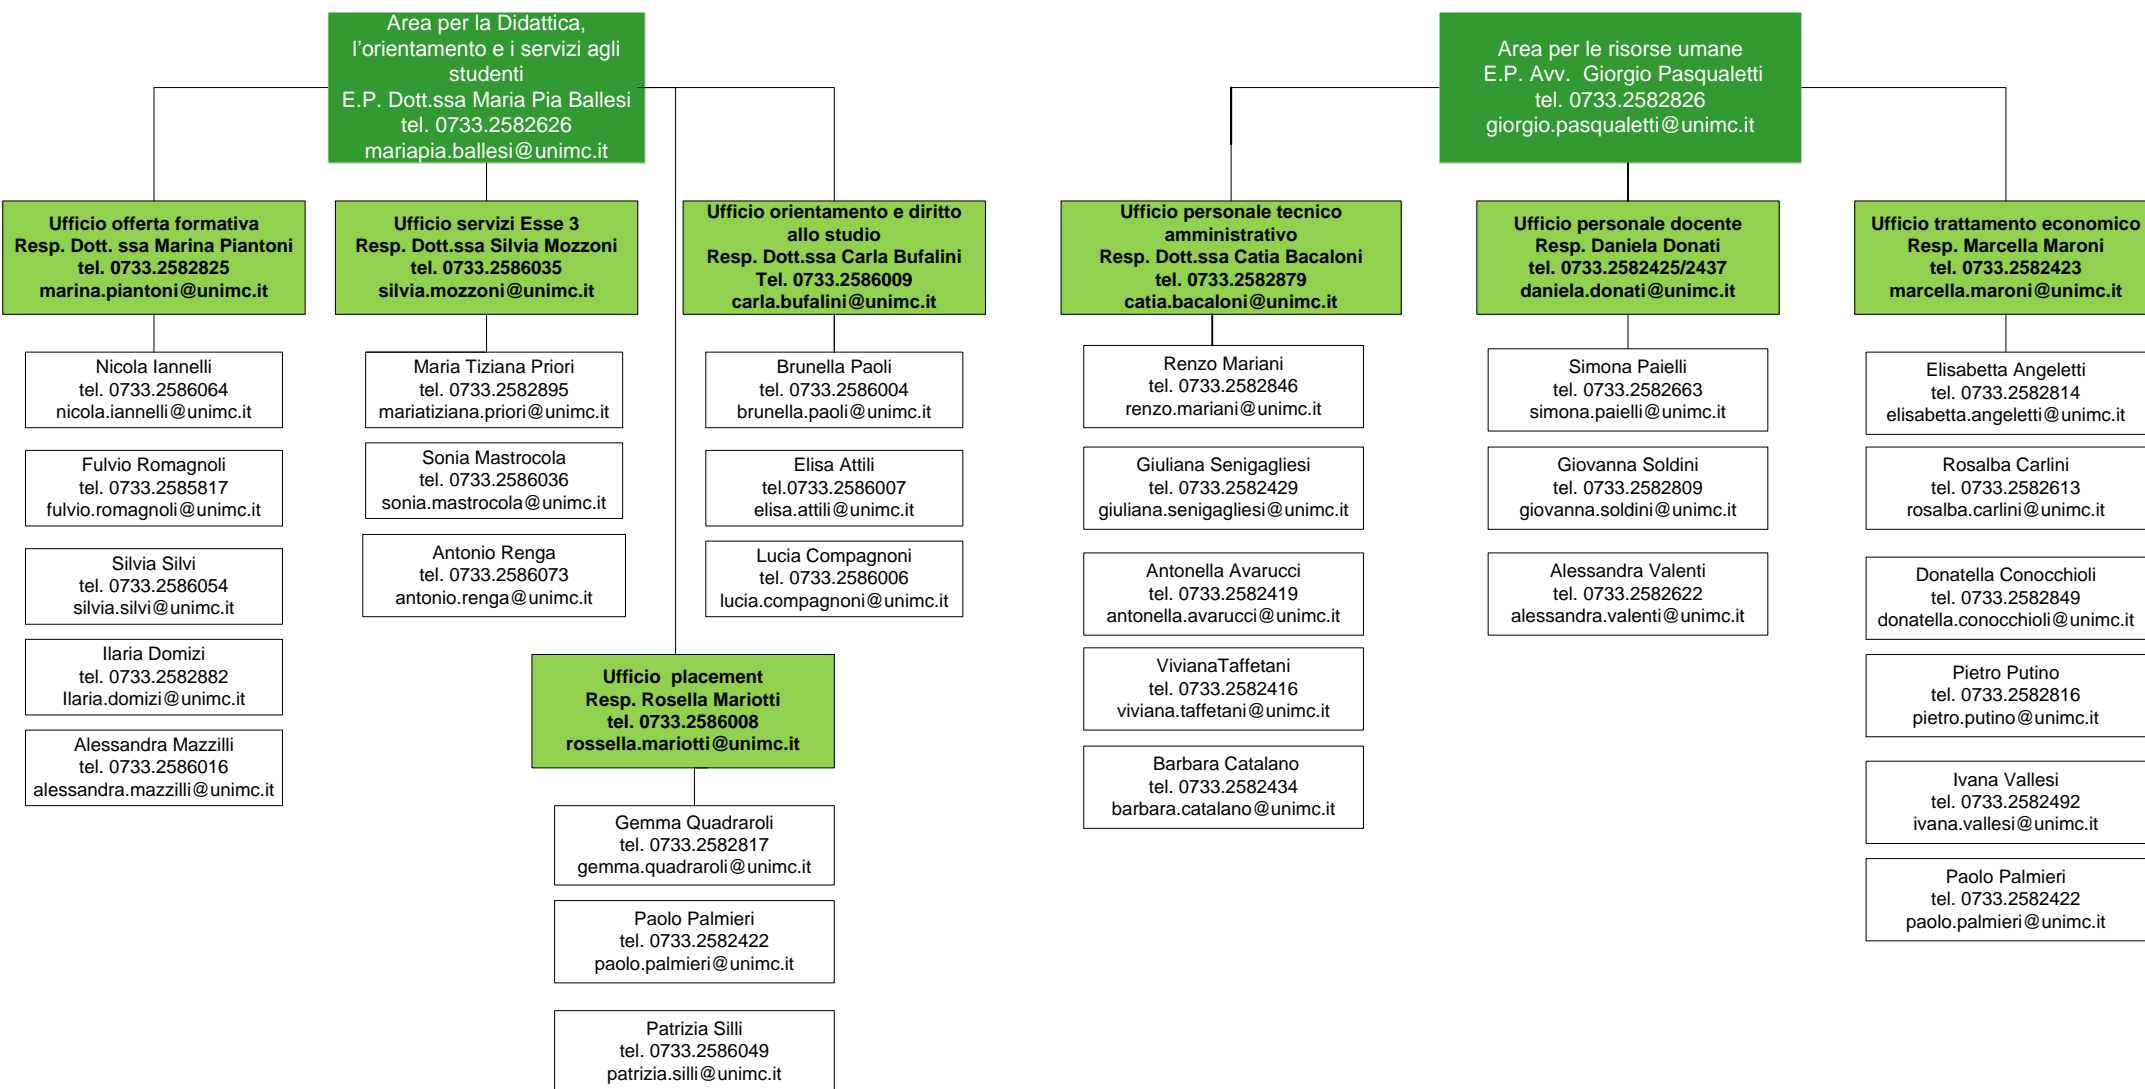 Area per la Didattica,
l'orientamento e i servizi agli
studenti
E.P. Dott.ssa Maria Pia Ballesi
tel. 0733.2582626
mariapia.ballesi@unimc.it
Area per le risorse umane
E.P. Avv.  Giorgio Pasqualetti
tel. 0733.2582826
giorgio.pasqualetti@unimc.it
Ufficio offerta formativa
Resp. Dott. ssa Marina Piantoni
tel. 0733.2582825
marina.piantoni@unimc.it
Ufficio servizi Esse 3
Resp. Dott.ssa Silvia Mozzoni
tel. 0733.2586035
silvia.mozzoni@unimc.it
Ufficio orientamento e diritto
allo studio
Resp. Dott.ssa Carla Bufalini
Tel. 0733.2586009
carla.bufalini@unimc.it
Ufficio personale tecnico
amministrativo
Resp. Dott.ssa Catia Bacaloni
tel. 0733.2582879
catia.bacaloni@unimc.it
Ufficio personale docente
Resp. Daniela Donati
tel. 0733.2582425/2437
daniela.donati@unimc.it
Ufficio trattamento economico
Resp. Marcella Maroni
tel. 0733.2582423
marcella.maroni@unimc.it
Nicola Iannelli
tel. 0733.2586064
nicola.iannelli@unimc.it
Fulvio Romagnoli
tel. 0733.2585817
fulvio.romagnoli@unimc.it
Silvia Silvi
tel. 0733.2586054
silvia.silvi@unimc.it
Ilaria Domizi
tel. 0733.2582882
Ilaria.domizi@unimc.it
Alessandra Mazzilli
tel. 0733.2586016
alessandra.mazzilli@unimc.it
Maria Tiziana Priori
tel. 0733.2582895
mariatiziana.priori@unimc.it
Sonia Mastrocola
tel. 0733.2586036
sonia.mastrocola@unimc.it
Antonio Renga
tel. 0733.2586073
antonio.renga@unimc.it
Brunella Paoli
tel. 0733.2586004
brunella.paoli@unimc.it
Elisa Attili
tel.0733.2586007
elisa.attili@unimc.it
Lucia Compagnoni
tel. 0733.2586006
lucia.compagnoni@unimc.it
Ufficio  placement
Resp. Rosella Mariotti
tel. 0733.2586008
rossella.mariotti@unimc.it
Gemma Quadraroli
tel. 0733.2582817
gemma.quadraroli@unimc.it
Paolo Palmieri
tel. 0733.2582422
paolo.palmieri@unimc.it
Patrizia Silli
tel. 0733.2586049
patrizia.silli@unimc.it
Renzo Mariani
tel. 0733.2582846
renzo.mariani@unimc.it
Giuliana Senigagliesi
tel. 0733.2582429
giuliana.senigagliesi@unimc.it
Antonella Avarucci
tel. 0733.2582419
antonella.avarucci@unimc.it
VivianaTaffetani
tel. 0733.2582416
viviana.taffetani@unimc.it
Barbara Catalano
tel. 0733.2582434
barbara.catalano@unimc.it
Simona Paielli
tel. 0733.2582663
simona.paielli@unimc.it
Giovanna Soldini
tel. 0733.2582809
giovanna.soldini@unimc.it
Alessandra Valenti
tel. 0733.2582622
alessandra.valenti@unimc.it
Elisabetta Angeletti
tel. 0733.2582814
elisabetta.angeletti@unimc.it
Rosalba Carlini
tel. 0733.2582613
rosalba.carlini@unimc.it
Donatella Conocchioli
tel. 0733.2582849
donatella.conocchioli@unimc.it
Pietro Putino
tel. 0733.2582816
pietro.putino@unimc.it
Ivana Vallesi
tel. 0733.2582492
ivana.vallesi@unimc.it
Paolo Palmieri
tel. 0733.2582422
paolo.palmieri@unimc.it